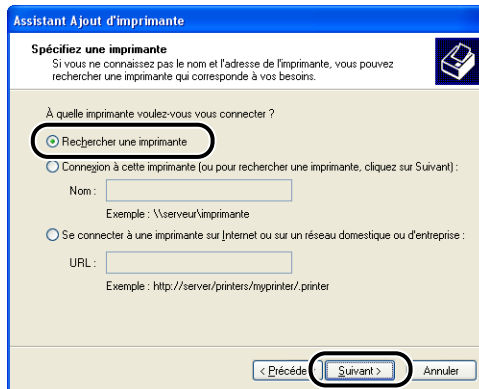 Assistant Ajout d'imprimante
Spécifiez une imprimante
Si vous ne connaissez pas le nom et l'adresse de l'imprimante, vous pouvez
rechercher une imprimante qui corresponde à vos besoins.
À quelle imprimante voulez-vous vous connecter ?
Rechercher une imprimante
Connexion à cette imprimante (ou pour rechercher une imprimante, cliquez sur Suivant) :
Nom :
Exemple : \\serveur\imprimante
Se connecter à une imprimante sur Internet ou sur un réseau domestique ou d'entreprise :
URL :
Exemple : http://server/printers/myprinter/.printer
< Précéde Suivant > Annuler